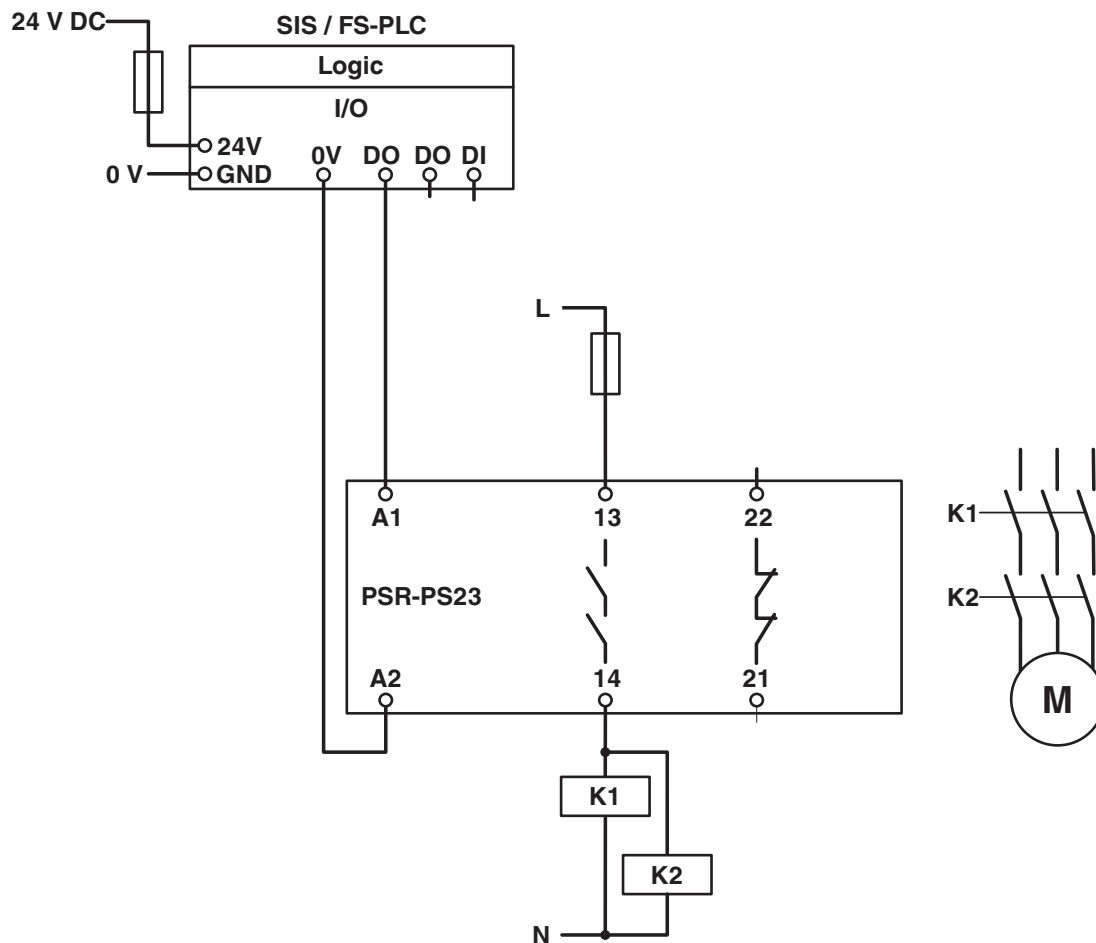 24 V DC
SIS / FS-PLC
Logic
I/O
24V
0V DO DO DI
0 V GND
L
A1 13 22
K1
PSR-PS23
K2
A2 14 21
M
K1
K2
N